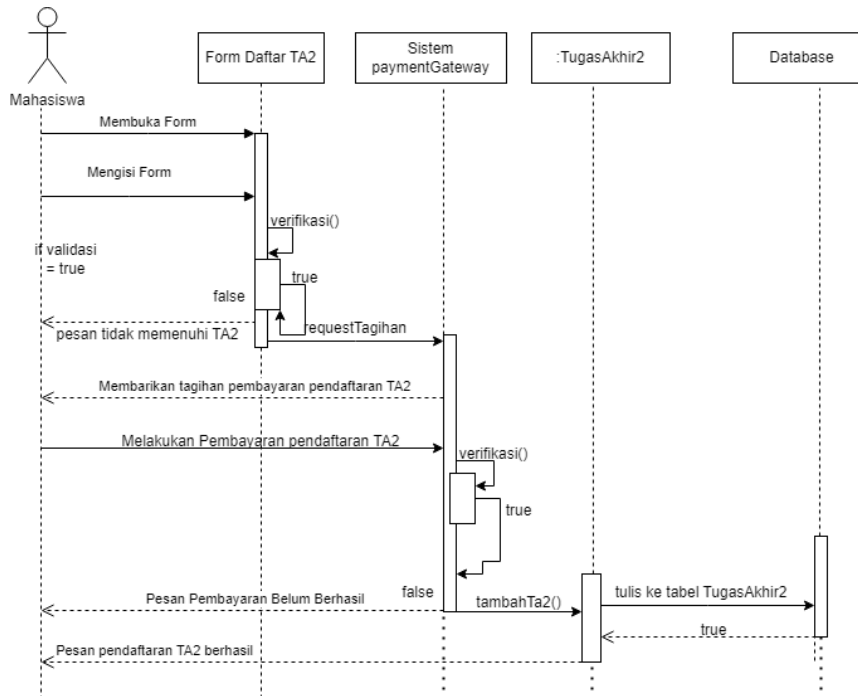 Mahasiswa
Form Daftar TA2
Sistem
paymentGateway
:TugasAkhir2
Database
Membuka Form
Mengisi Form
verifikasi()
if validasi
= true
true
false
pesan tidak memenuhi TA2
requestTagihan
Membarikan tagihan pembayaran pendaftaran TA2
Melakukan Pembayaran pendaftaran TA2
verifikasi()
true
false
Pesan Pembayaran Belum Berhasil
tambahTa2()
tulis ke tabel TugasAkhir2
true
Pesan pendaftaran TA2 berhasil